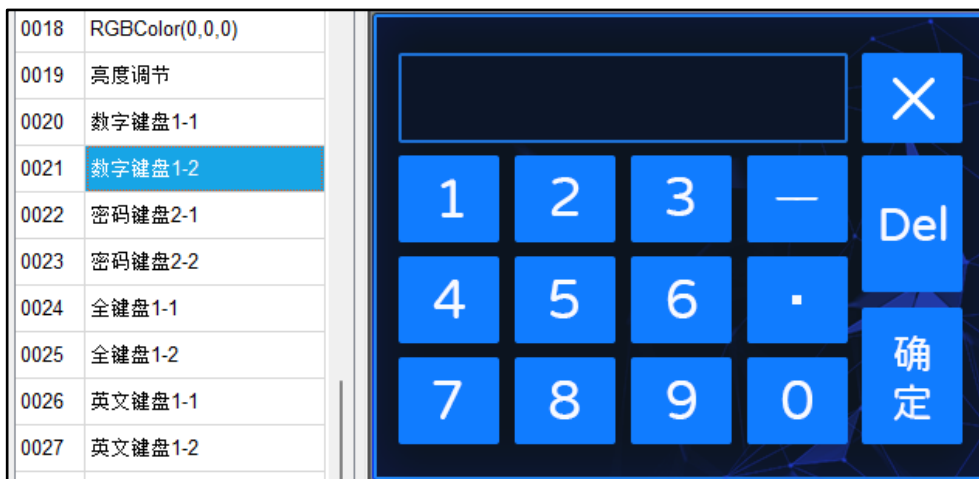 0018 RGBColor(0,0,0)
0019 亮度调节
0020 数字键盘1-1
0021 数字键盘1-2
0022 密码键盘2-1
0023 密码键盘2-2
0024 全键盘1-1
0025 全键盘1-2
0026 英文键盘1-1
0027 英文键盘1-2
×
1 2 3 — Del
4 5 6 .
7 8 9 0 确定